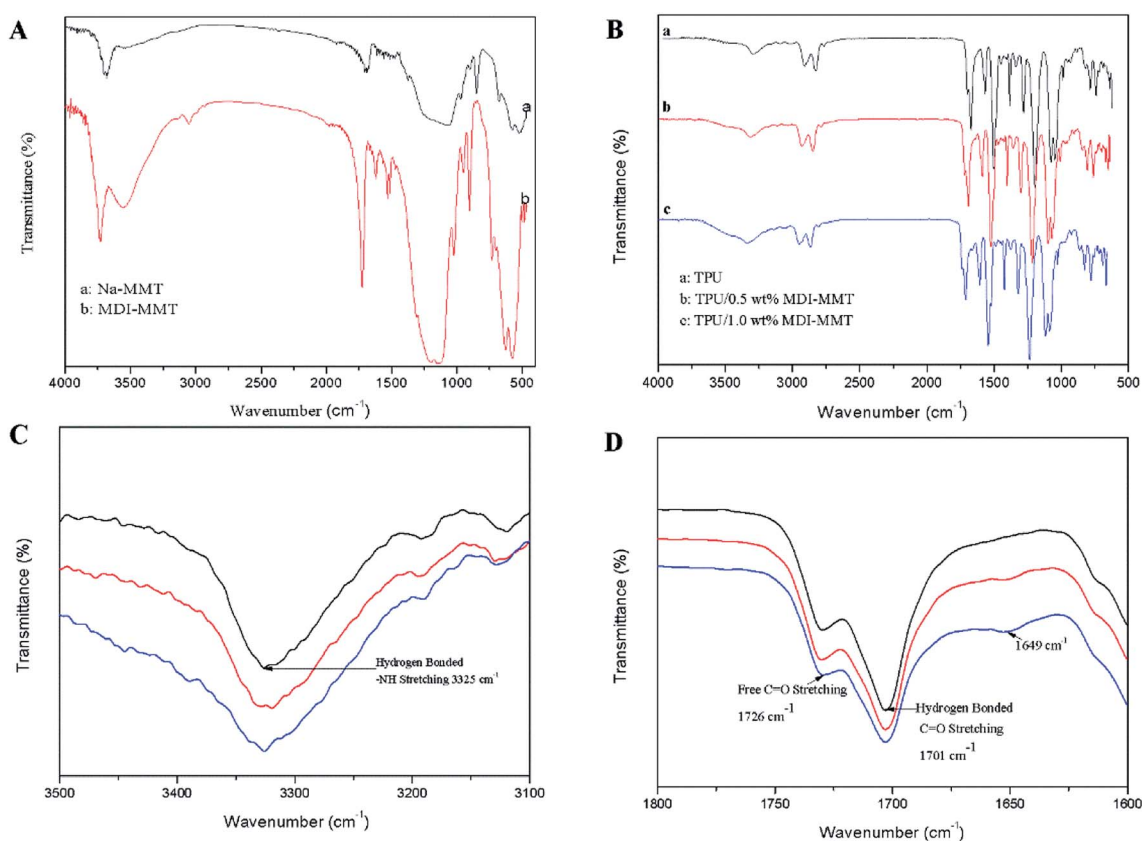 A
Transmittance (%)
a
b
a: Na-MMT
b: MDI-MMT
4000 3500 3000 2500 2000 1500 1000 500
Wavenumber (cm-1)
B
Transmittance (%)
a
b
c
a: TPU
b: TPU/0.5 wt% MDI-MMT
c: TPU/1.0 wt% MDI-MMT
4000 3500 3000 2500 2000 1500 1000 500
Wavenumber (cm-1)
C
Transmittance (%)
Hydrogen Bonded
-NH Stretching 3325 cm-1
3500 3400 3300 3200 3100
Wavenumber (cm-1)
D
Transmittance (%)
1649 cm-1
Free C=O Stretching
1726 cm-1
Hydrogen Bonded
C=O Stretching
1701 cm-1
1800 1750 1700 1650 1600
Wavenumber (cm-1)